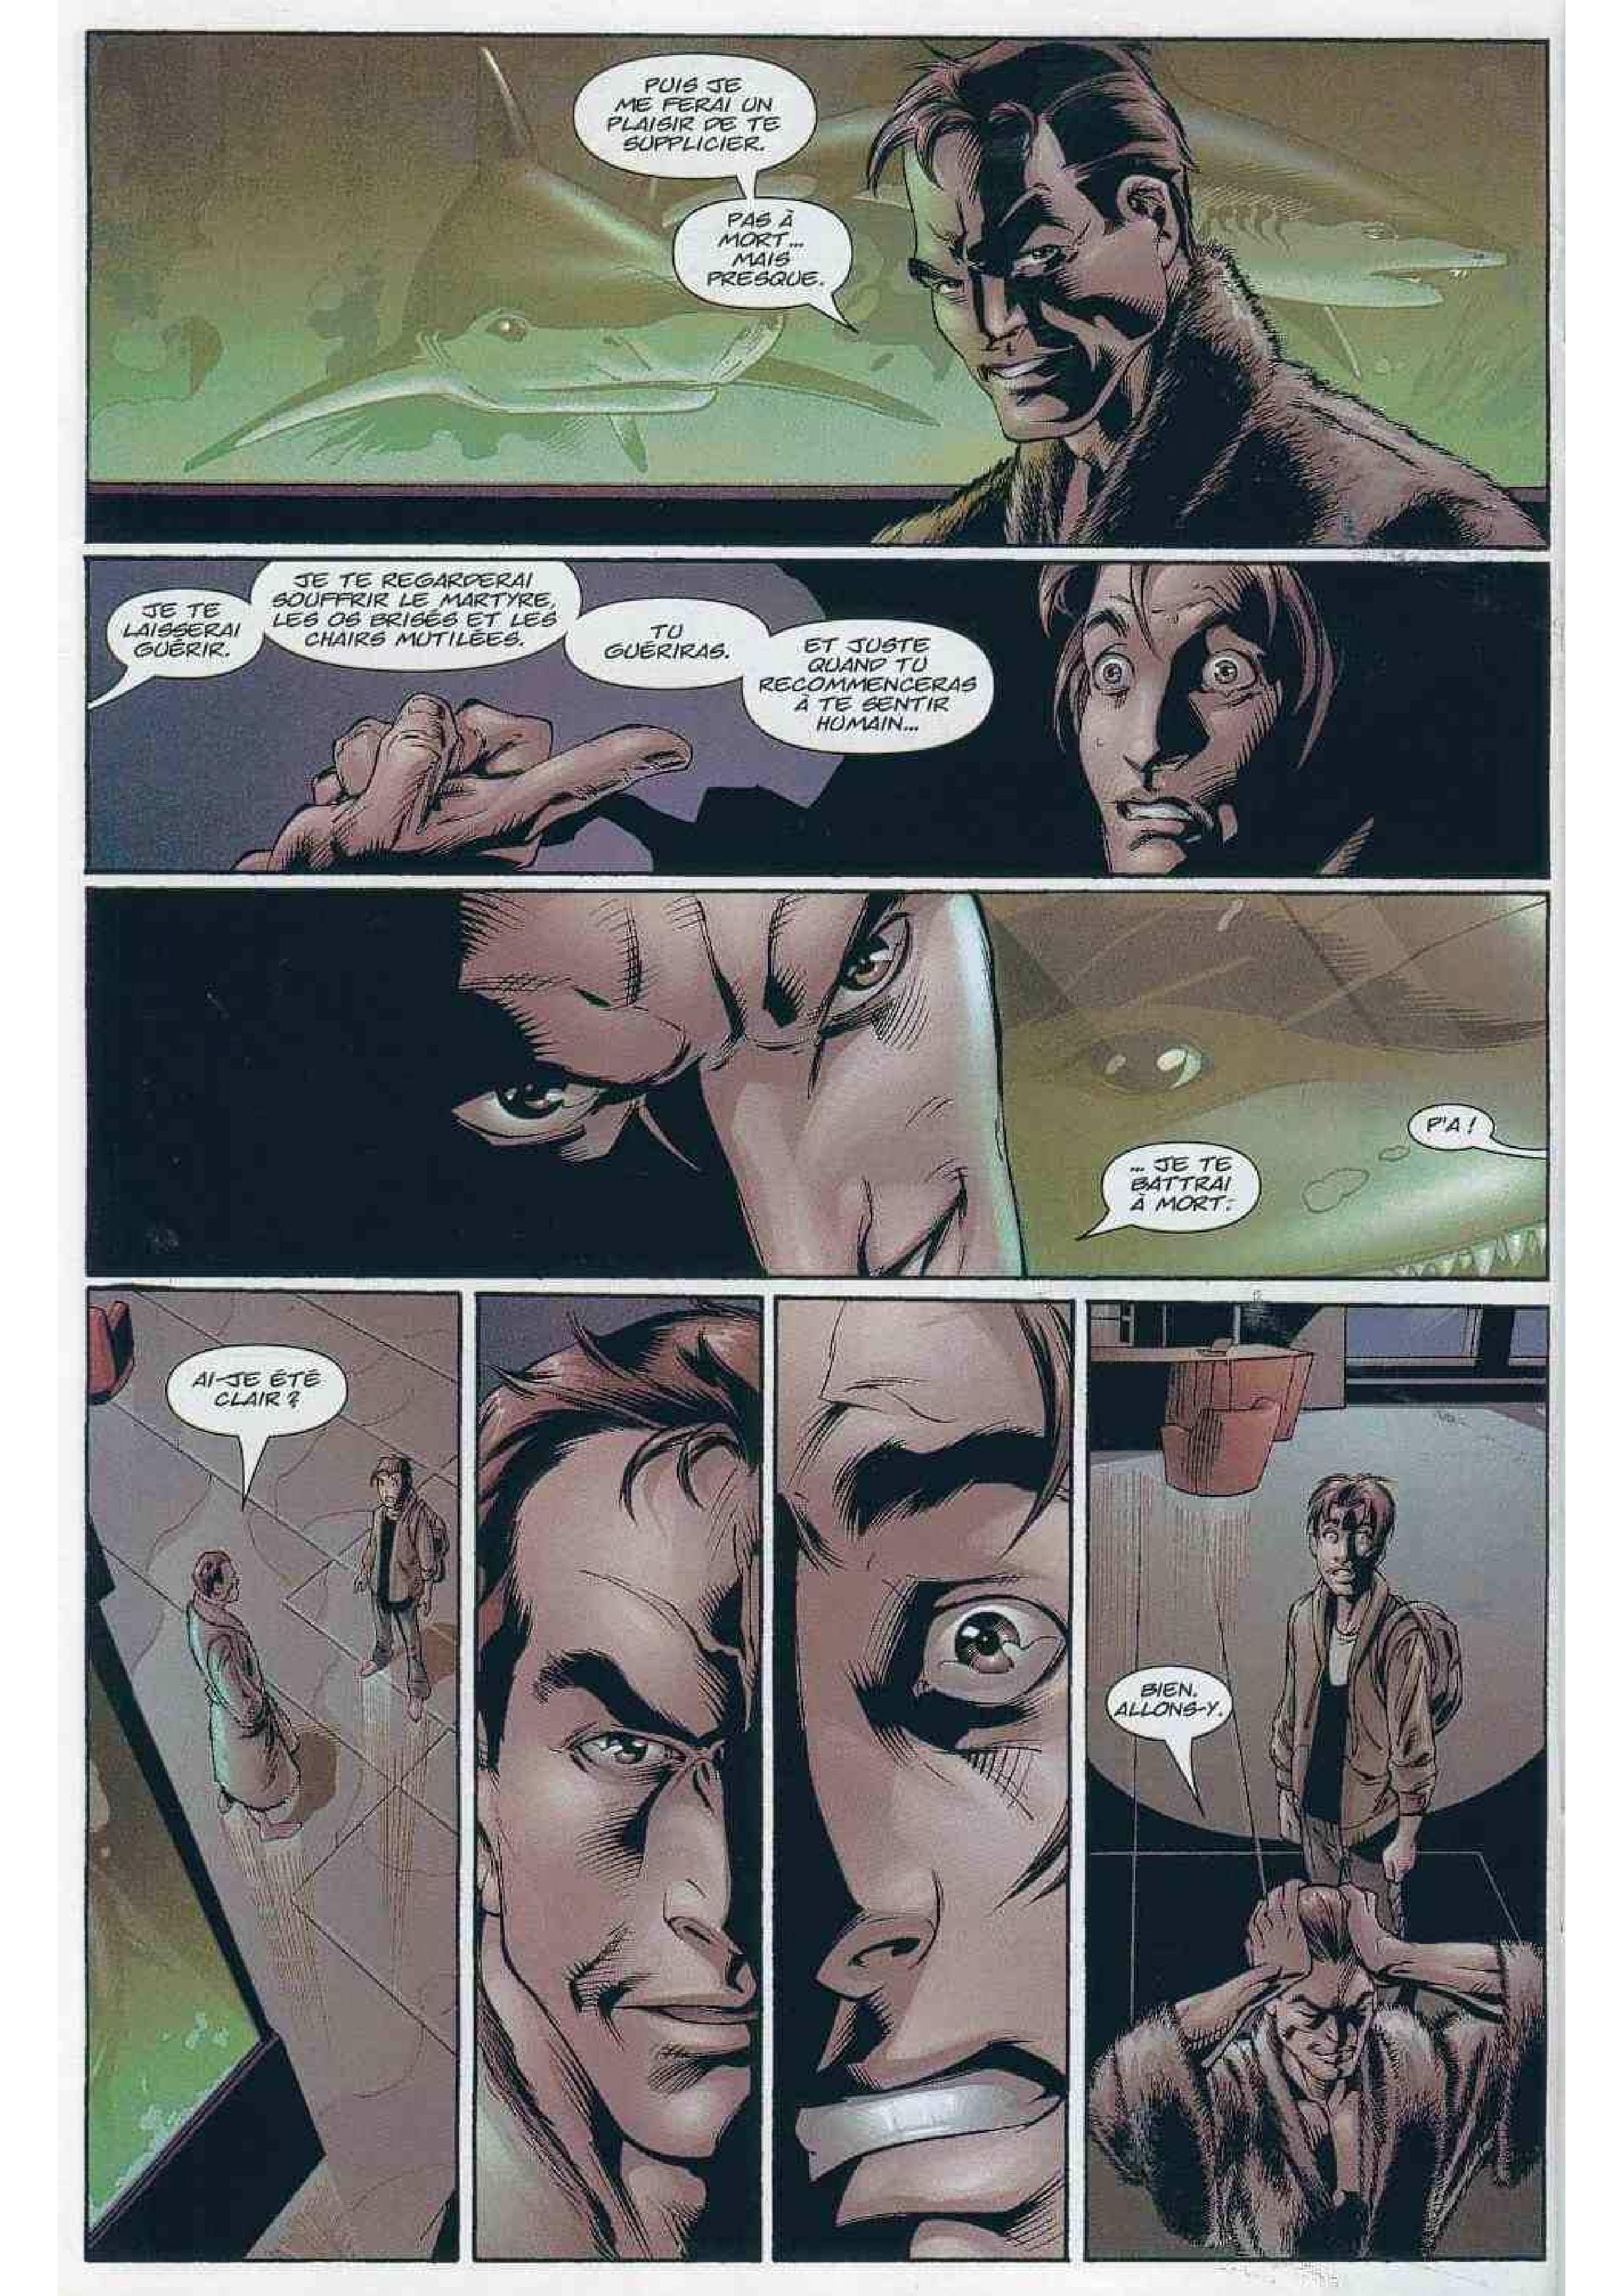 PUIS JE
ME FERAI UN
PLAISIR DE TE
SUPPLICIER.
PAS À
MORT...
MAIS
PRESQUE.
JE TE
LAISSERAI
GUÉRIR.
JE TE REGARDERAI
SOUFFRIR LE MARTYRE,
LES OS BRISÉS ET LES
CHAIRS MUTILÉES.
TU
GUÉRIRAS.
ET JUSTE
QUAND TU
RECOMMENCERAS
À TE SENTIR
HUMAIN...
... JE TE
BATTRAI
À MORT.
P'A !
AI-JE ÉTÉ
CLAIR ?
BIEN.
ALLONS-Y.